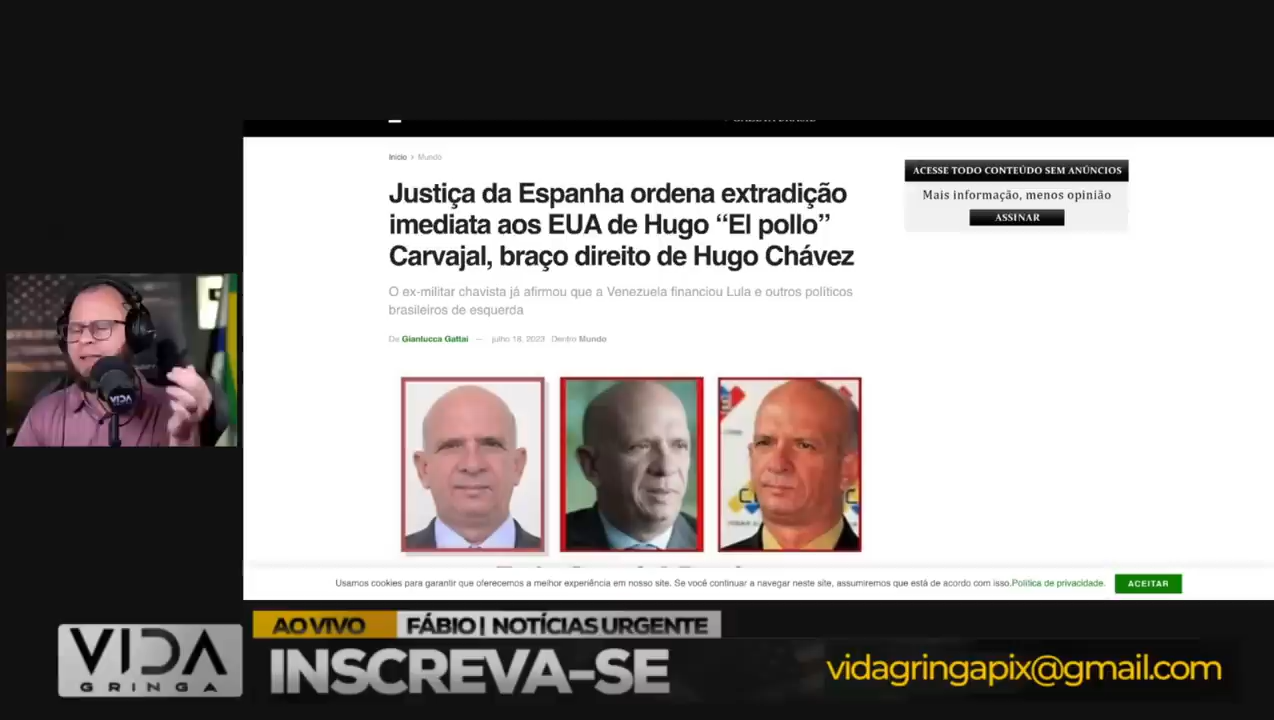 Início > Mundo
Justiça da Espanha ordena extradição
imediata aos EUA de Hugo “El pollo”
Carvajal, braço direito de Hugo Chávez
O ex-militar chavista já afirmou que a Venezuela financiou Lula e outros políticos
brasileiros de esquerda
De Gianlucca Gattai — julho 18, 2023 Dentro Mundo
ACESSE TODO CONTEÚDO SEM ANÚNCIOS
Mais informação, menos opinião
ASSINAR
VIDA
Usamos cookies para garantir que oferecemos a melhor experiência em nosso site. Se você continuar a navegar neste site, assumiremos que está de acordo com isso.Política de privacidade.
ACEITAR
AO VIVO FÁBIO | NOTÍCIAS URGENTE
VIDA
GRINGA
INSCREVA-SE
vidagringapix@gmail.com